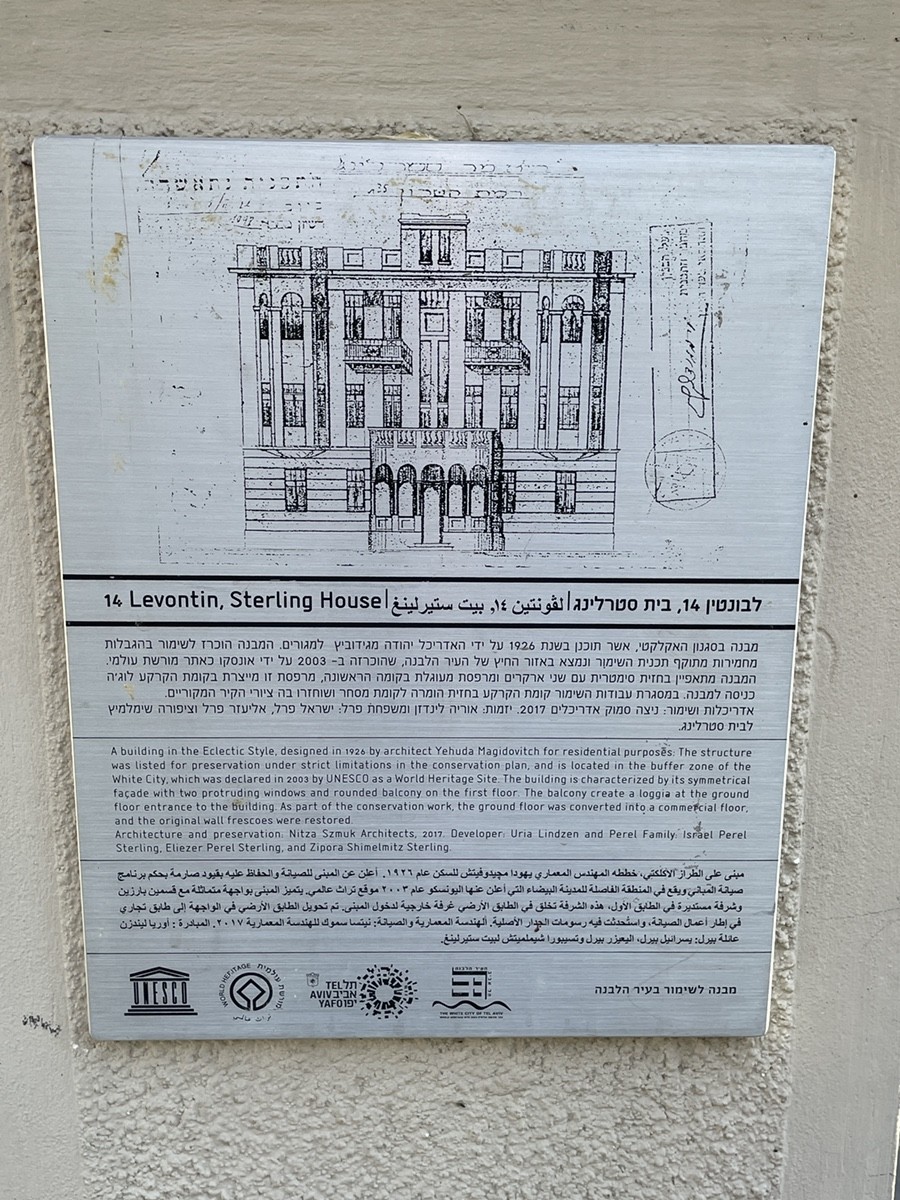 התכנית נתאשרה
14 Levontin, Sterling House | لڤونتين ١٤, بيت ستيرلينغ | לבונטין 14, בית סטרלינג
מבנה בסגנון האקלקטי, אשר תוכנן בשנת 1926 על ידי האדריכל יהודה מגידוביץ למגורים. המבנה הוכרז לשימור בהגבלות
מחמירות מתוקף תכנית השימור ונמצא באזור החיץ של העיר הלבנה, שהוכרזה ב- 2003 על ידי אונסקו כאתר מורשת עולמי.
המבנה מתאפיין בחזית סימטרית עם שני ארקרים ומרפסת מעוגלת בקומה הראשונה, מרפסת זו מייצרת בקומת הקרקע לוג'ה
כניסה למבנה. במסגרת עבודות השימור קומת הקרקע בחזית הומרה לקומת מסחר ושוחזרו בה ציורי הקיר המקוריים.
אדריכלות ושימור: ניצה סמוק אדריכלים 2017. יזמות: אוריה לינדזן ומשפחת פרל: ישראל פרל, אליעזר פרל וציפורה שימלמיץ
לבית סטרלינג.
A building in the Eclectic Style, designed in 1926 by architect Yehuda Magidovitch for residential purposes. The structure
was listed for preservation under strict limitations in the conservation plan, and is located in the buffer zone of the
White City, which was declared in 2003 by UNESCO as a World Heritage Site. The building is characterized by its symmetrical
façade with two protruding windows and rounded balcony on the first floor. The balcony create a loggia at the ground
floor entrance to the building. As part of the conservation work, the ground floor was converted into a commercial floor,
and the original wall frescoes were restored.
Architecture and preservation: Nitza Szmuk Architects, 2017. Developer: Uria Lindzen and Perel Family: Israel Perel
Sterling, Eliezer Perel Sterling, and Zipora Shimelmitz Sterling.
مبنى على الطراز الاكلكتي، خططه المهندس المعماري يهودا مجيدوفيتش للسكن عام ١٩٢٦. أعلن عن المبنى للصيانة والحفاظ عليه بقيود صارمة بحكم برنامج
صيانة المباني ويقع في المنطقة الفاصلة للمدينة البيضاء التي أعلن عنها اليونسكو عام ٢٠٠٣ موقع تراث عالمي. يتميز المبنى بواجهة متماثلة مع قسمين بارزين
وشرفة مستديرة في الطابق الأول، هذه الشرفة تخلق في الطابق الأرضي غرفة خارجية لدخول المبنى. تم تحويل الطابق الأرضي في الواجهة إلى طابق تجاري
في إطار أعمال الصيانة، واستُحدثت فيه رسومات الجدار الأصلية. الهندسة المعمارية والصيانة: نيتسا سموك للهندسة المعمارية ٢٠١٧. المبادرة : أوريا ليندزن
عائلة بيرل: يسرائيل بيرل، اليعيزر بيرل وتسيبورا شيملميتش لبيت ستيرلينغ.
UNESCO
WORLD HERITAGE
מורשת עולמית
TEL AVIV YAFO
תל אביב יפו
העיר הלבנה
THE WHITE CITY OF TEL AVIV
מבנה לשימור בעיר הלבנה